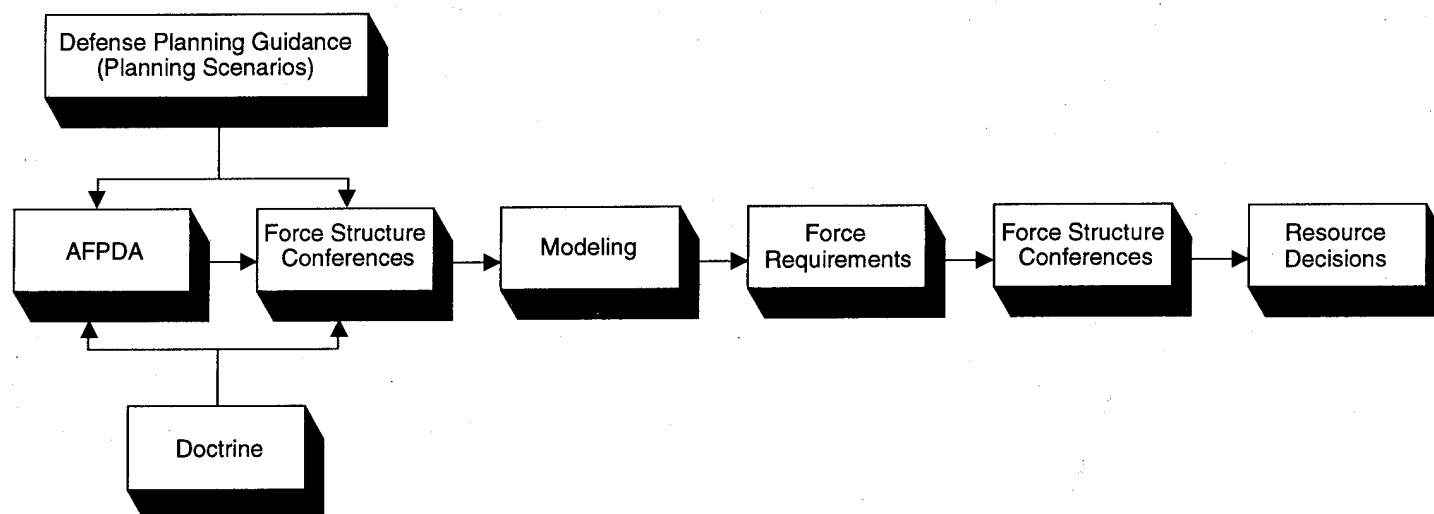 Defense Planning Guidance
(Planning Scenarios)
AFPDA
Force Structure
Conferences
Modeling
Force
Requirements
Force Structure
Conferences
Resource
Decisions
Doctrine